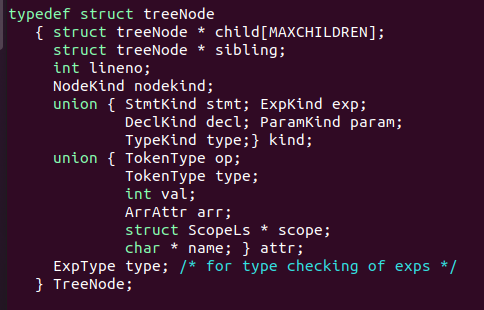 typedef struct treeNode
   { struct treeNode * child[MAXCHILDREN];
     struct treeNode * sibling;
     int lineno;
     NodeKind nodekind;
     union { StmtKind stmt; ExpKind exp;
             DeclKind decl; ParamKind param;
             TypeKind type;} kind;
     union { TokenType op;
             TokenType type;
             int val;
             ArrAttr arr;
             struct ScopeLs * scope;
             char * name; } attr;
     ExpType type; /* for type checking of exps */
   } TreeNode;